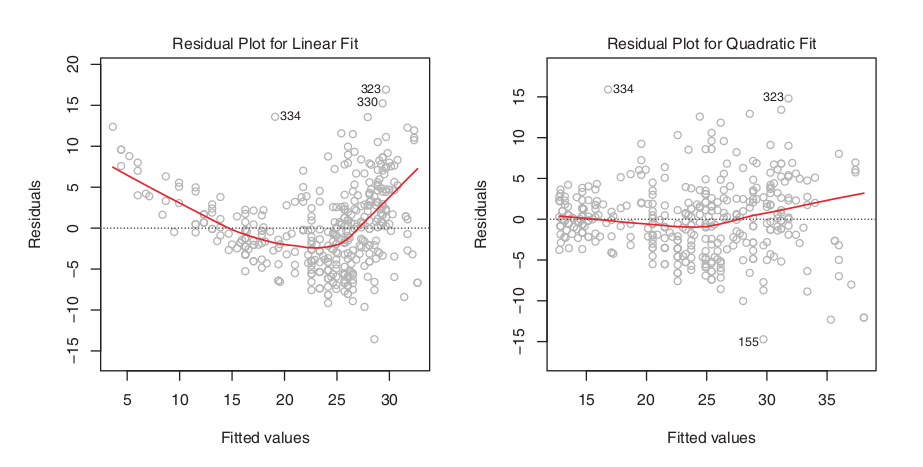 Residual Plot for Linear Fit
20
15
10
5
0
−5
−10
−15
Residuals
323
330
334
5 10 15 20 25 30
Fitted values
Residual Plot for Quadratic Fit
15
10
5
0
−5
−10
−15
Residuals
334
323
155
15 20 25 30 35
Fitted values